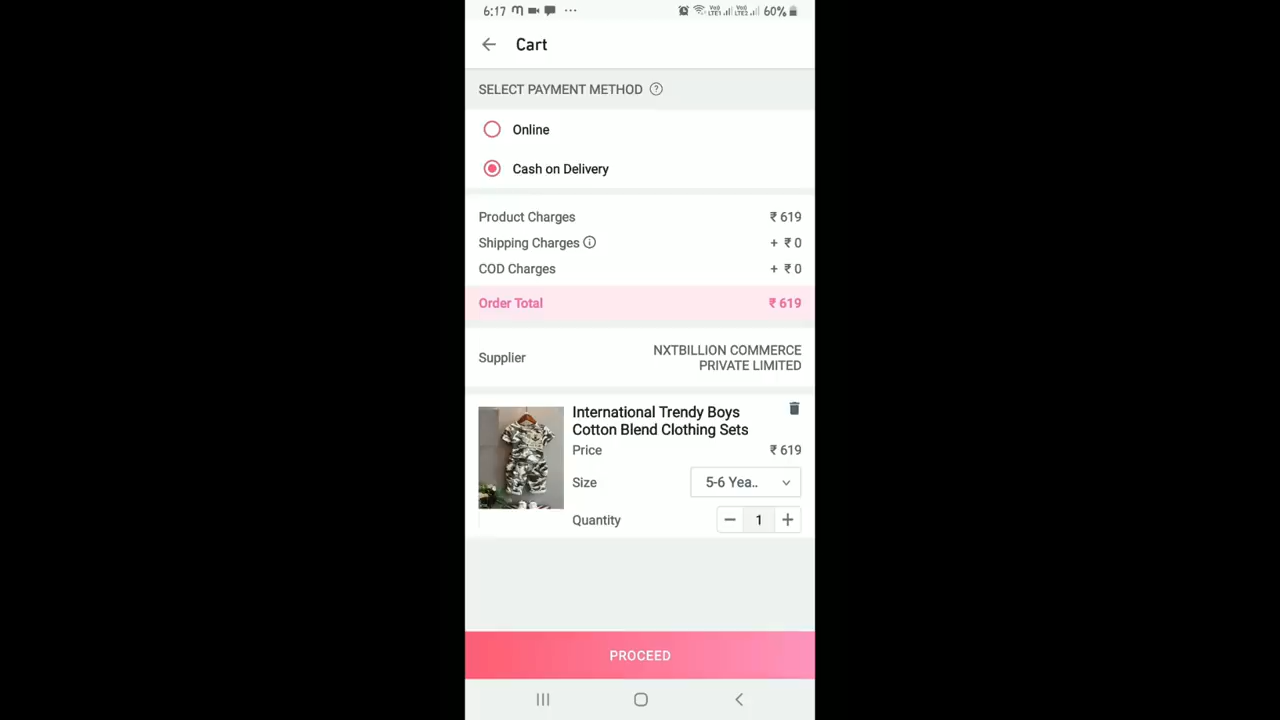 6:17 60%
Cart
SELECT PAYMENT METHOD
Online
Cash on Delivery
Product Charges ₹ 619
Shipping Charges + ₹ 0
COD Charges + ₹ 0
Order Total ₹ 619
Supplier NXTBILLION COMMERCE
PRIVATE LIMITED
International Trendy Boys
Cotton Blend Clothing Sets
Price ₹ 619
Size 5-6 Yea..
Quantity 1
PROCEED